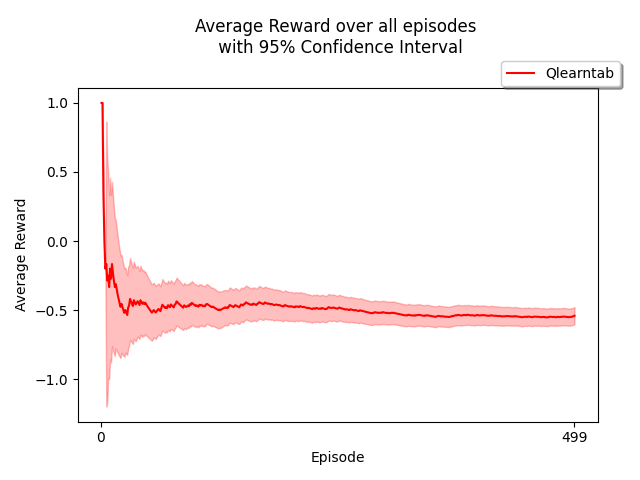 Average Reward over all episodes
with 95% Confidence Interval
Qlearntab
1.0
0.5
0.0
−0.5
−1.0
Average Reward
0
499
Episode